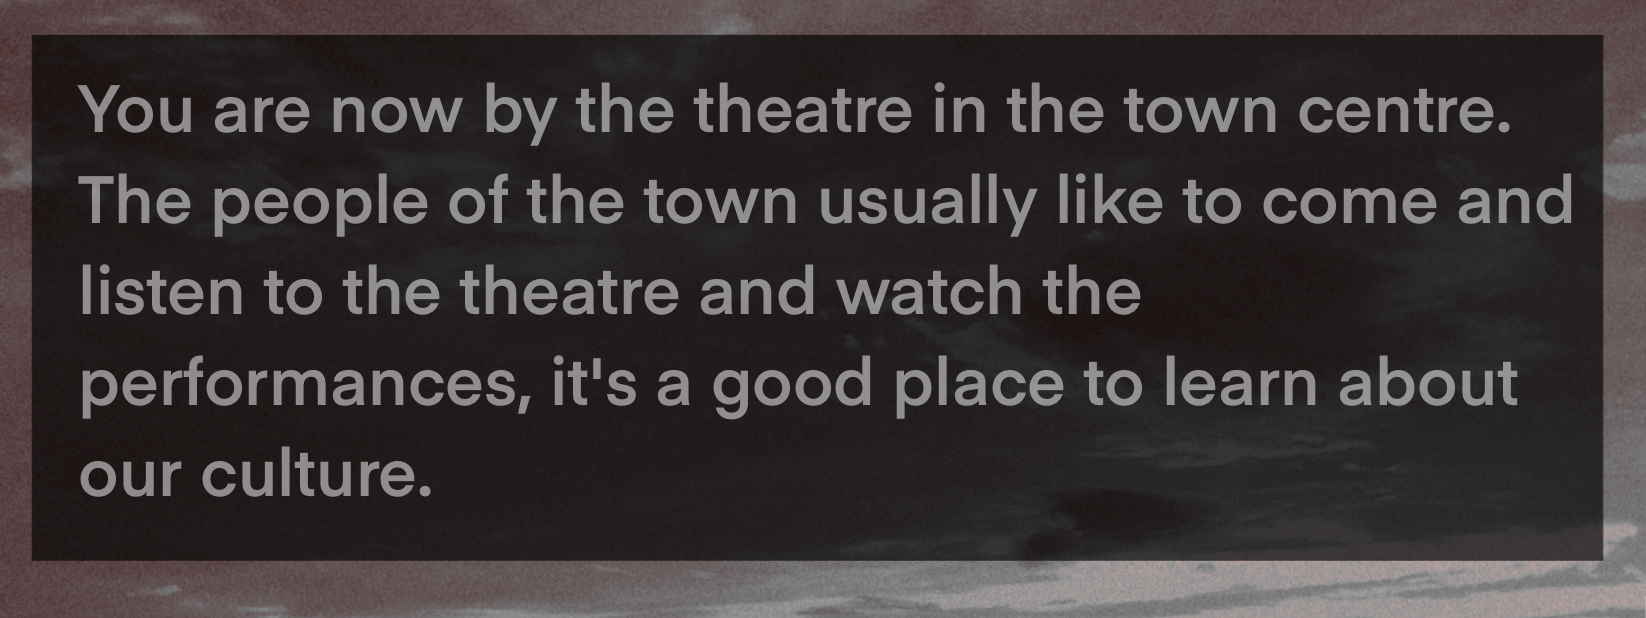 You are now by the theatre in the town centre.
The people of the town usually like to come and
listen to the theatre and watch the
performances, it's a good place to learn about
our culture.